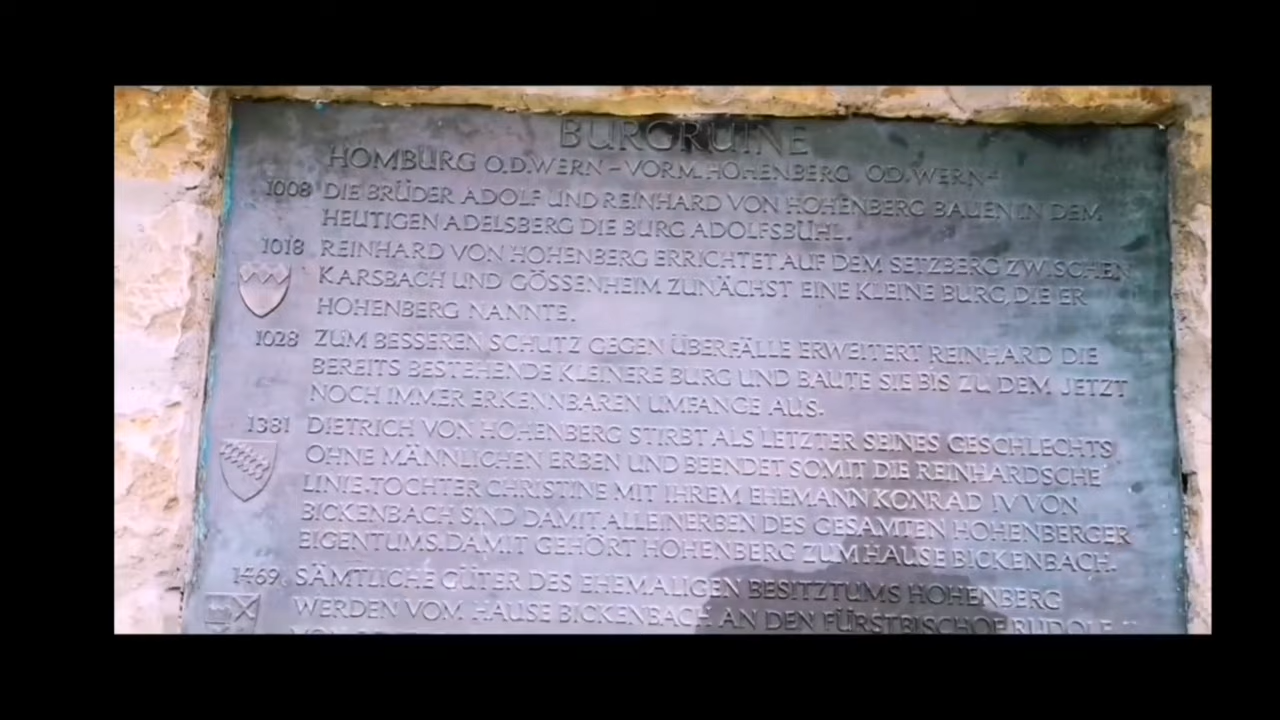 BURGRUINE
HOMBURG O.D.WERN – VORM. HOHENBERG OD. WERN –
1008 DIE BRÜDER ADOLF UND REINHARD VON HOHENBERG BAUEN IN DEM
HEUTIGEN ADELSBERG DIE BURG ADOLFSBÜHL.
1018 REINHARD VON HOHENBERG ERRICHTET AUF DEM SETZBERG ZWISCHEN
KARSBACH UND GÖSSENHEIM ZUNÄCHST EINE KLEINE BURG, DIE ER
HOHENBERG NANNTE.
1028 ZUM BESSEREN SCHUTZ GEGEN ÜBERFÄLLE ERWEITERT REINHARD DIE
BEREITS BESTEHENDE KLEINERE BURG UND BAUTE SIE BIS ZU DEM JETZT
NOCH IMMER ERKENNBAREN UMFANGE AUS.
1381 DIETRICH VON HOHENBERG STIRBT ALS LETZTER SEINES GESCHLECHTS
OHNE MÄNNLICHEN ERBEN UND BEENDET SOMIT DIE REINHARDSCHE
LINIE. TOCHTER CHRISTINE MIT IHREM EHEMANN KONRAD IV VON
BICKENBACH SIND DAMIT ALLEINERBEN DES GESAMTEN HOHENBERGER
EIGENTUMS. DAMIT GEHÖRT HOHENBERG ZUM HAUSE BICKENBACH.
1469 SÄMTLICHE GÜTER DES EHEMALIGEN BESITZTUMS HOHENBERG
WERDEN VOM HAUSE BICKENBACH AN DEN FÜRSTBISCHOF RUDOLF II
VON